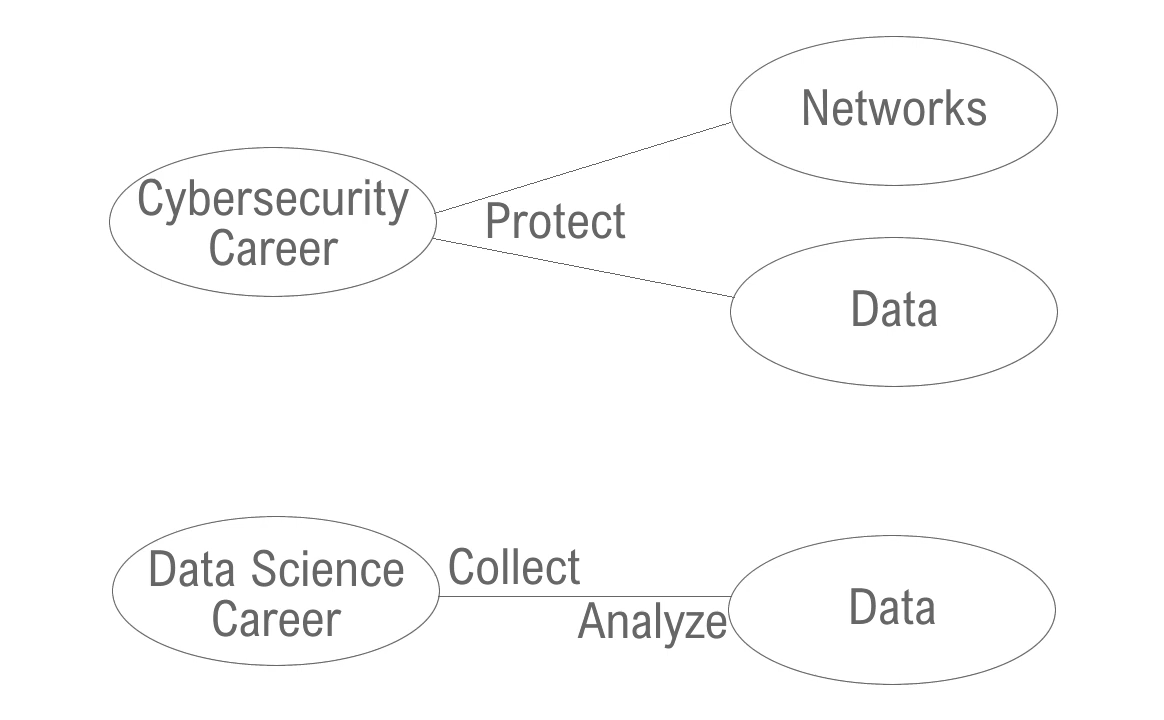 Networks
Cybersecurity
Career
Protect
Data
Data Science
Career
Collect
Analyze
Data